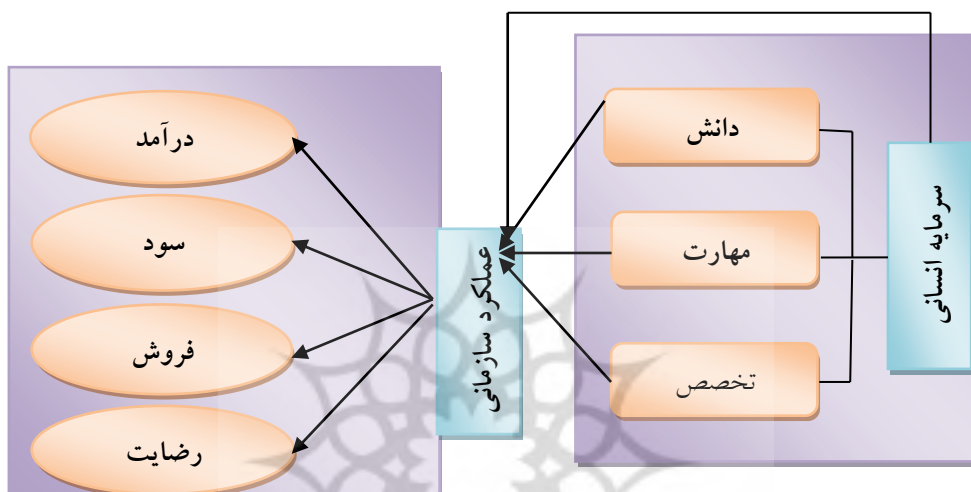 سرمایه انسانی
دانش
مهارت
تخصص
عملکرد سازمانی
درآمد
سود
فروش
رضایت